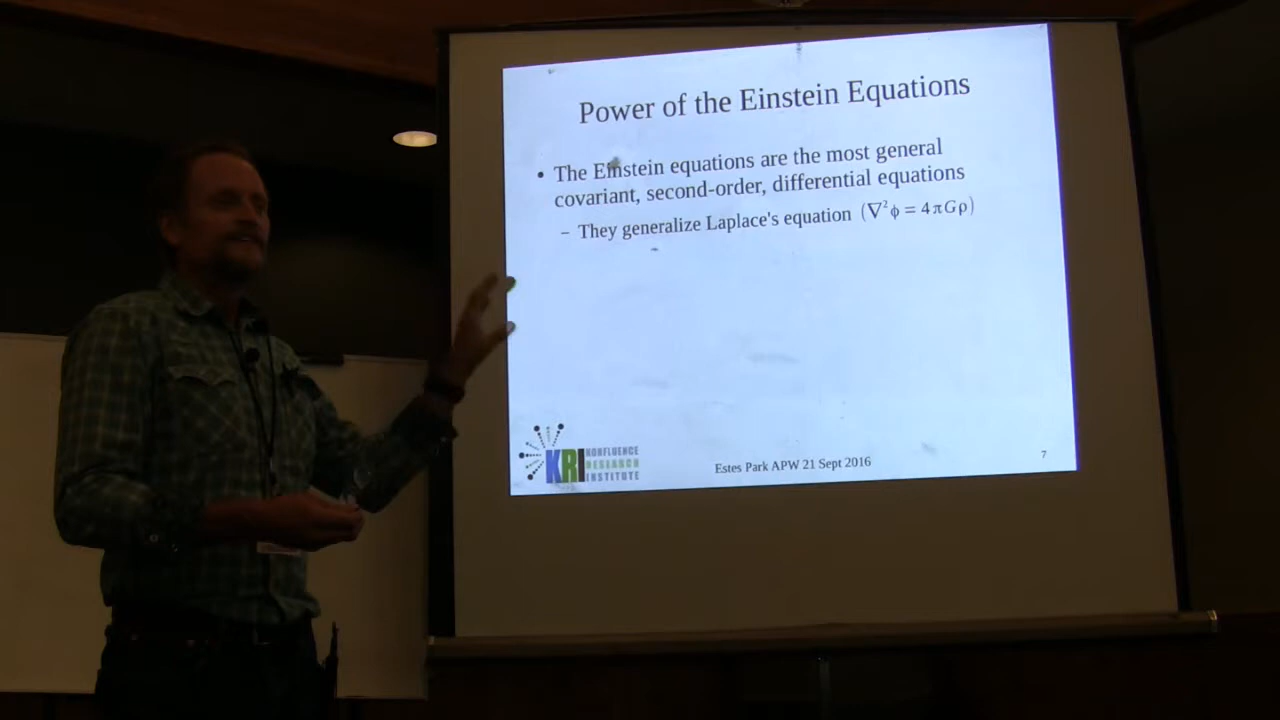 Power of the Einstein Equations
• The Einstein equations are the most general
covariant, second-order, differential equations
– They generalize Laplace's equation (∇²ϕ = 4πGρ)
KRI
KONFLUENCE
RESEARCH
INSTITUTE
Estes Park APW 21 Sept 2016
7